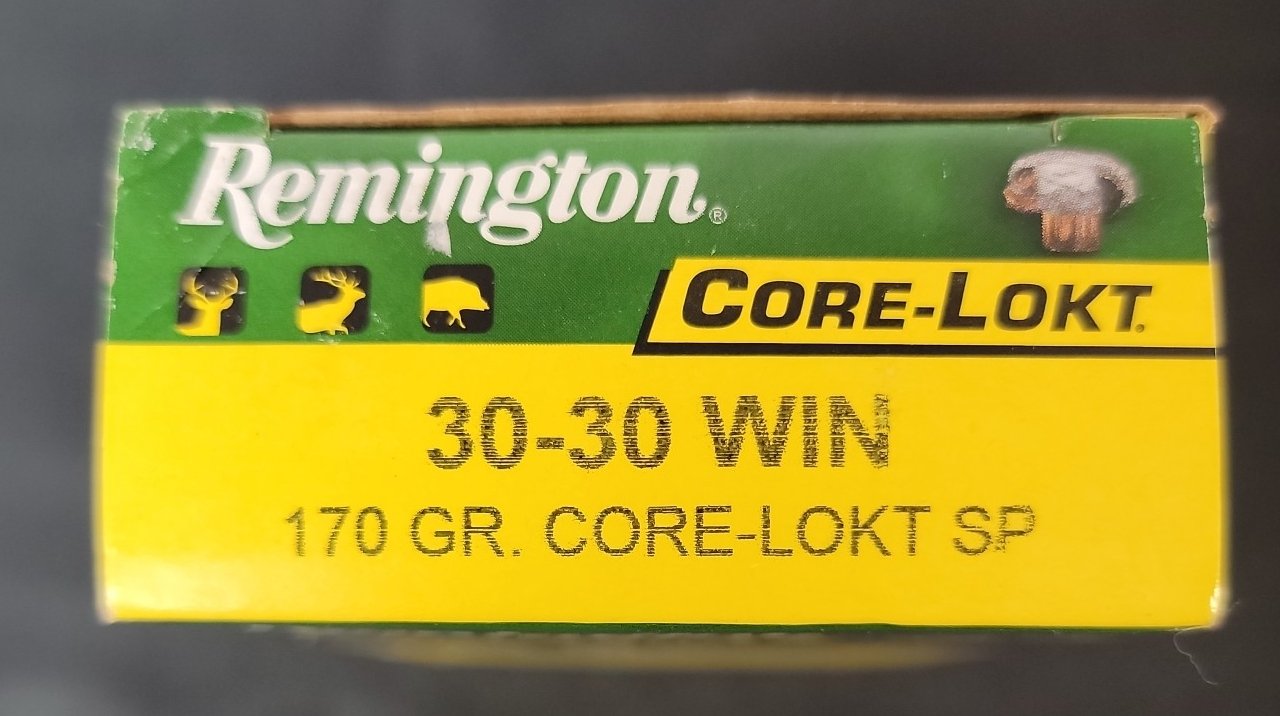 Remington®
CORE-LOKT®
30-30 WIN
170 GR. CORE-LOKT SP